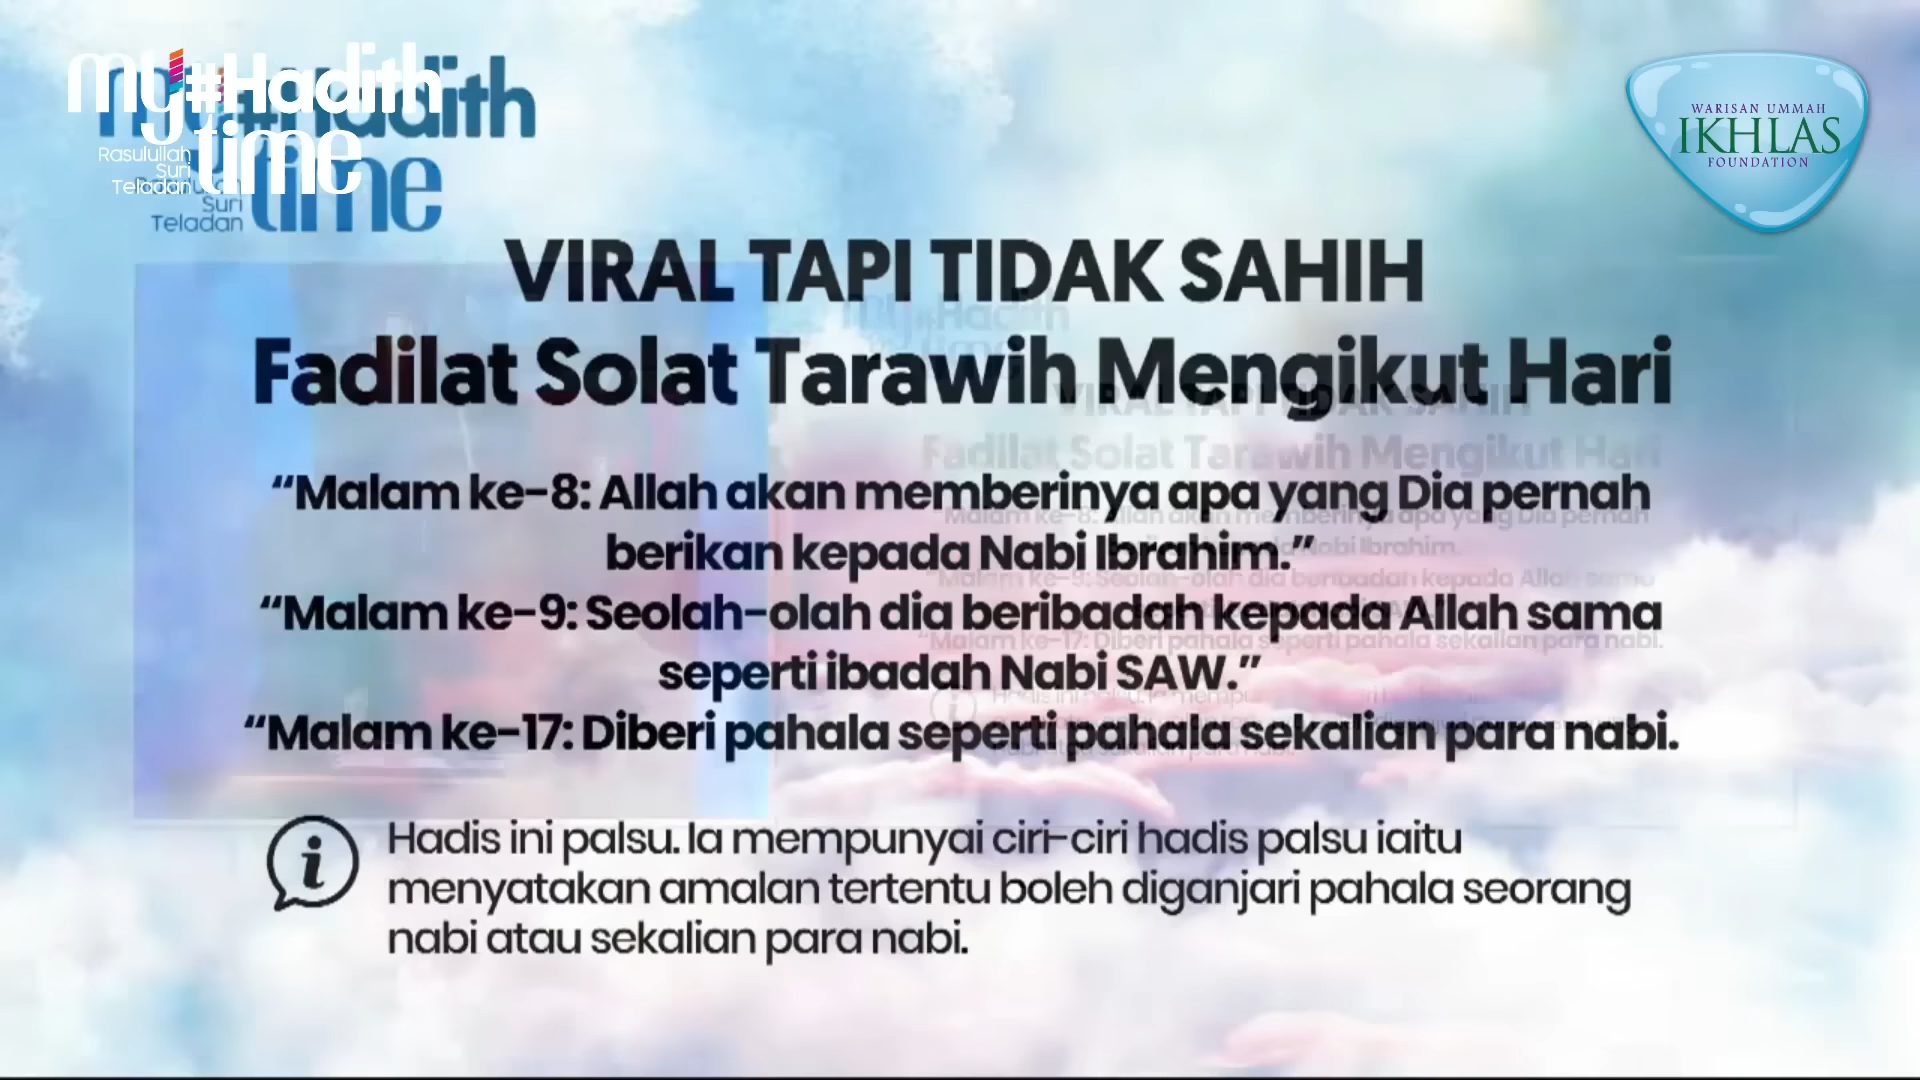 my #Hadith
time
Rasulullah
Suri
Teladan
WARISAN UMMAH
IKHLAS
FOUNDATION
VIRAL TAPI TIDAK SAHIH
Fadilat Solat Tarawih Mengikut Hari
“Malam ke-8: Allah akan memberinya apa yang Dia pernah
berikan kepada Nabi Ibrahim.”
“Malam ke-9: Seolah-olah dia beribadah kepada Allah sama
seperti ibadah Nabi SAW.”
“Malam ke-17: Diberi pahala seperti pahala sekalian para nabi.
Hadis ini palsu. Ia mempunyai ciri-ciri hadis palsu iaitu
menyatakan amalan tertentu boleh diganjari pahala seorang
nabi atau sekalian para nabi.